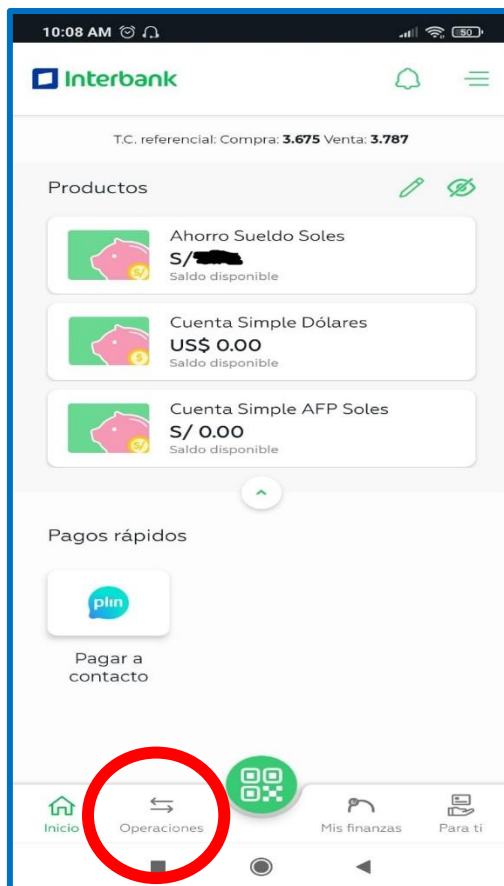 10:08 AM
50
Interbank
T.C. referencial: Compra: 3.675 Venta: 3.787
Productos
Ahorro Sueldo Soles
S/
Saldo disponible
S/
Cuenta Simple Dólares
US$ 0.00
Saldo disponible
$
Cuenta Simple AFP Soles
S/ 0.00
Saldo disponible
S/
Pagos rápidos
plin
Pagar a
contacto
Inicio
Operaciones
Mis finanzas
Para ti